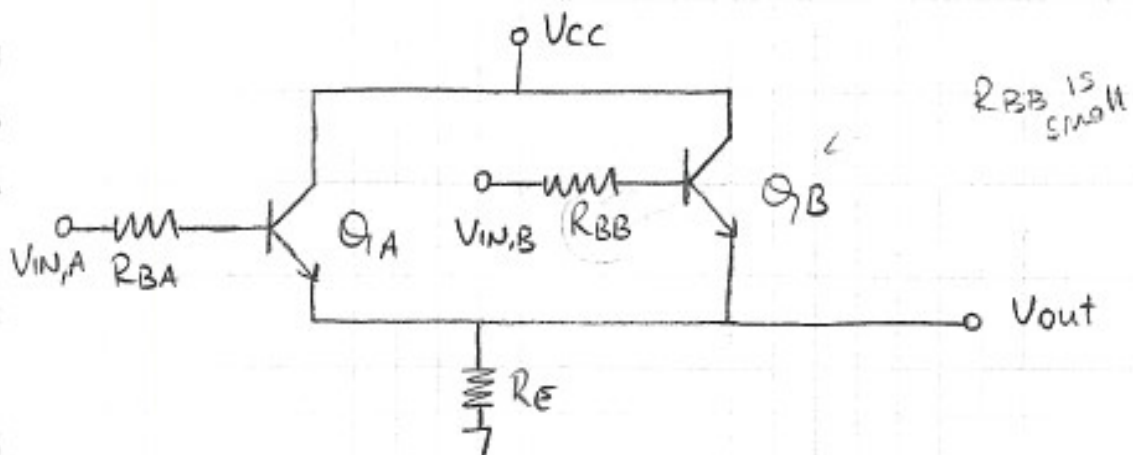 VCC
RBB is small
QA
QB
VIN,A
RBA
VIN,B
RBB
Vout
RE